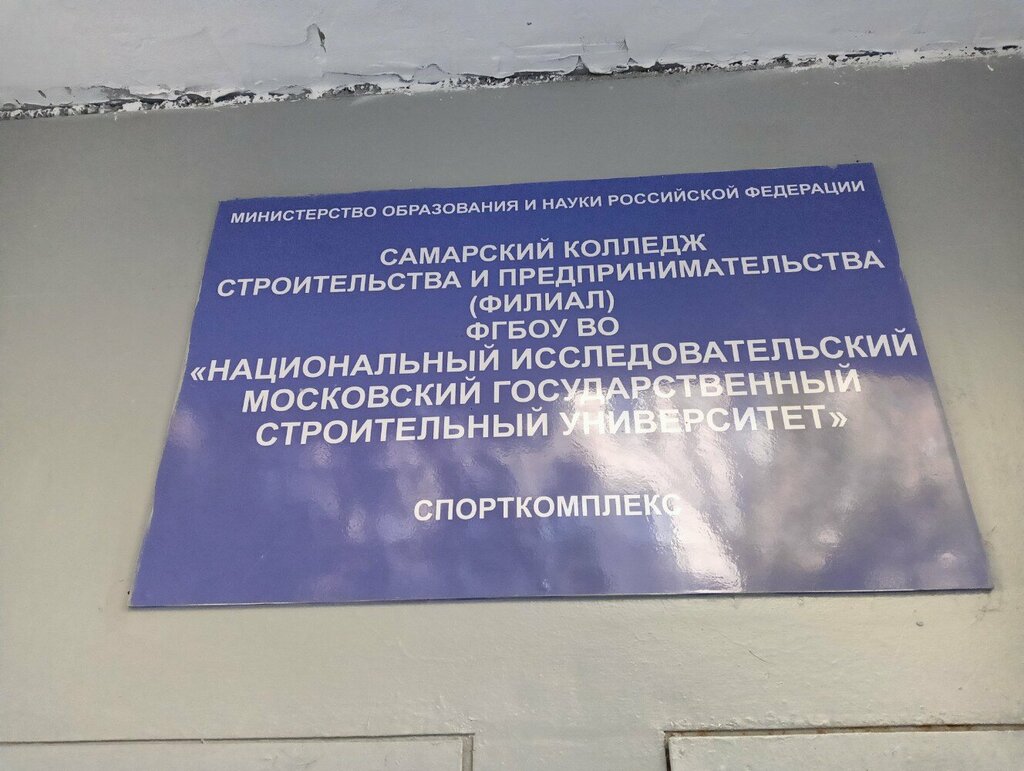 МИНИСТЕРСТВО ОБРАЗОВАНИЯ И НАУКИ РОССИЙСКОЙ ФЕДЕРАЦИИ
САМАРСКИЙ КОЛЛЕДЖ
СТРОИТЕЛЬСТВА И ПРЕДПРИНИМАТЕЛЬСТВА
(ФИЛИАЛ)
ФГБОУ ВО
«НАЦИОНАЛЬНЫЙ ИССЛЕДОВАТЕЛЬСКИЙ
МОСКОВСКИЙ ГОСУДАРСТВЕННЫЙ
СТРОИТЕЛЬНЫЙ УНИВЕРСИТЕТ»
СПОРТКОМПЛЕКС